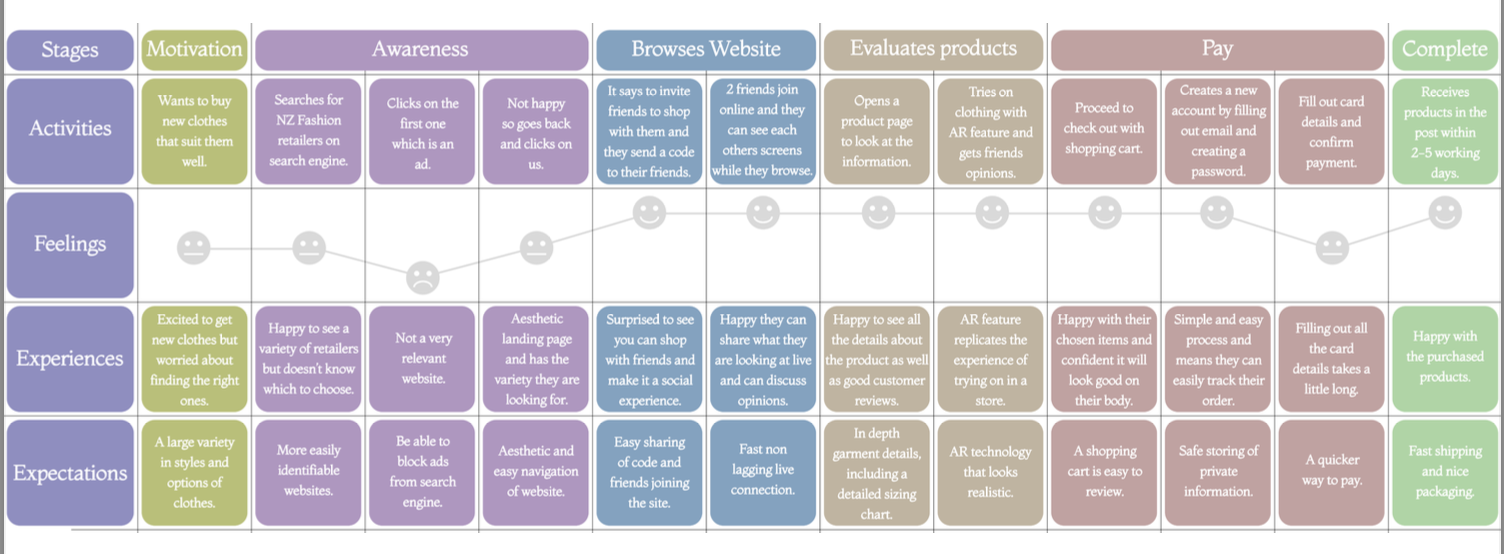 Stages
Motivation
Awareness
Browses Website
Evaluates products
Pay
Complete
Activities
Wants to buy
new clothes
that suit them
well.
Searches for
NZ Fashion
retailers on
search engine.
Clicks on the
first one
which is an
ad.
Not happy
so goes back
and clicks on
us.
It says to invite
friends to shop
with them and
they send a code
to their friends.
2 friends join
online and they
can see each
others screens
while they browse.
Opens a
product page
to look at the
information.
Tries on
clothing with
AR feature and
gets friends
opinions.
Proceed to
check out with
shopping cart.
Creates a new
account by filling
out email and
creating a
password.
Fill out card
details and
confirm
payment.
Receives
products in the
post within
2-5 working
days.
Feelings
Experiences
Excited to get
new clothes but
worried about
finding the right
ones.
Happy to see a
variety of retailers
but doesn't know
which to choose.
Not a very
relevant
website.
Aesthetic
landing page
and has the
variety they are
looking for.
Surprised to see
you can shop
with friends and
make it a social
experience.
Happy they can
share what they
are looking at live
and can discuss
opinions.
Happy to see all
the details about
the product as well
as good customer
reviews.
AR feature
replicates the
experience of
trying on in a
store.
Happy with their
chosen items and
confident it will
look good on
their body.
Simple and easy
process and
means they can
easily track their
order.
Filling out all
the card
details takes a
little long.
Happy with
the purchased
products.
Expectations
A large variety
in styles and
options of
clothes.
More easily
identifiable
websites.
Be able to
block ads
from search
engine.
Aesthetic and
easy navigation
of website.
Easy sharing
of code and
friends joining
the site.
Fast non
lagging live
connection.
In depth
garment details,
including a
detailed sizing
chart.
AR technology
that looks
realistic.
A shopping
cart is easy to
review.
Safe storing of
private
information.
A quicker
way to pay.
Fast shipping
and nice
packaging.